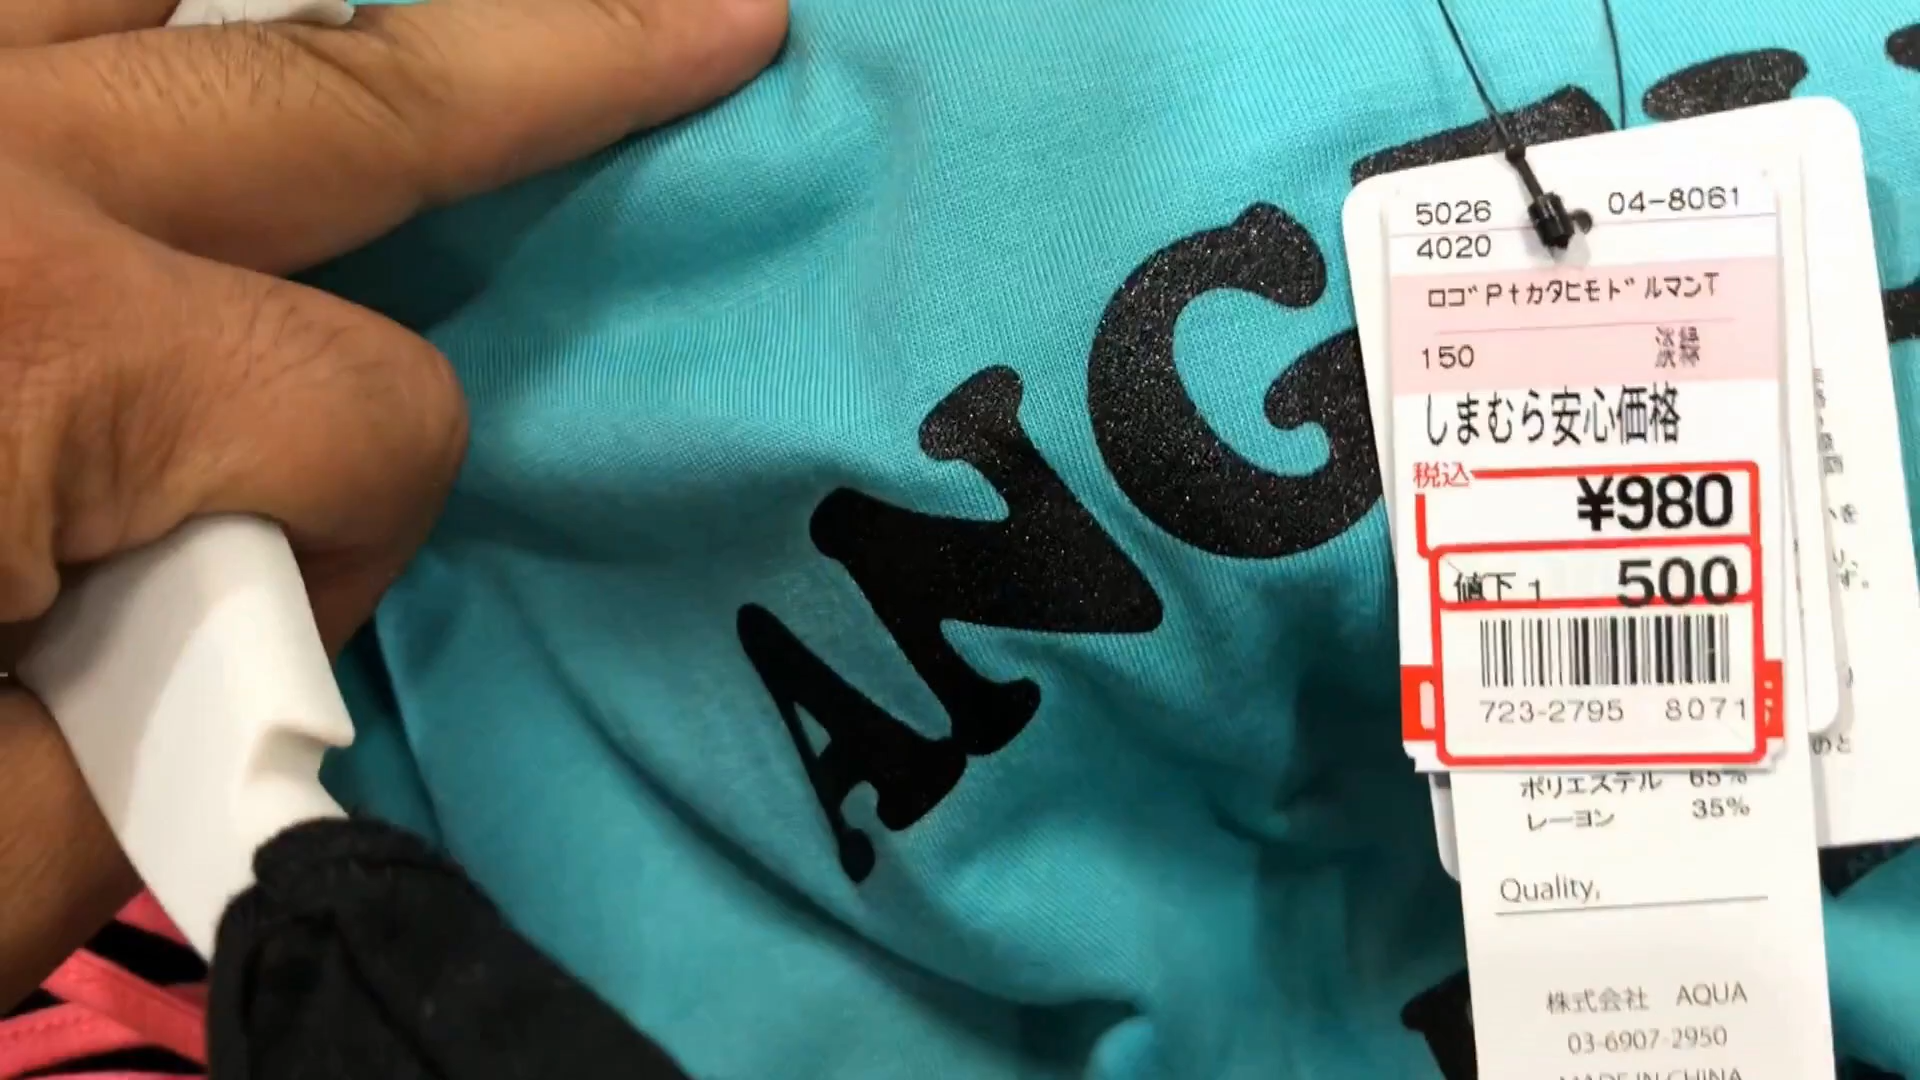 ANG
5026 04-8061
4020
ロゴPtカタヒモドルマンT
150 淡緑
しまむら安心価格
税込
¥980
値下1 500
723-2795 8071
ポリエステル 65%
レーヨン 35%
Quality,
株式会社 AQUA
03-6907-2950
MADE IN CHINA